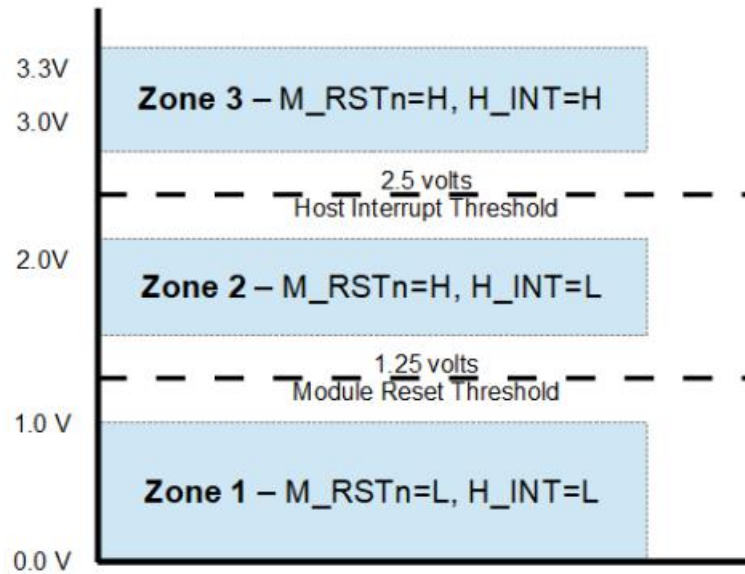 3.3V
Zone 3 – M_RSTn=H, H_INT=H
3.0V
2.5 volts
Host Interrupt Threshold
2.0V
Zone 2 – M_RSTn=H, H_INT=L
1.25 volts
Module Reset Threshold
1.0 V
Zone 1 – M_RSTn=L, H_INT=L
0.0 V